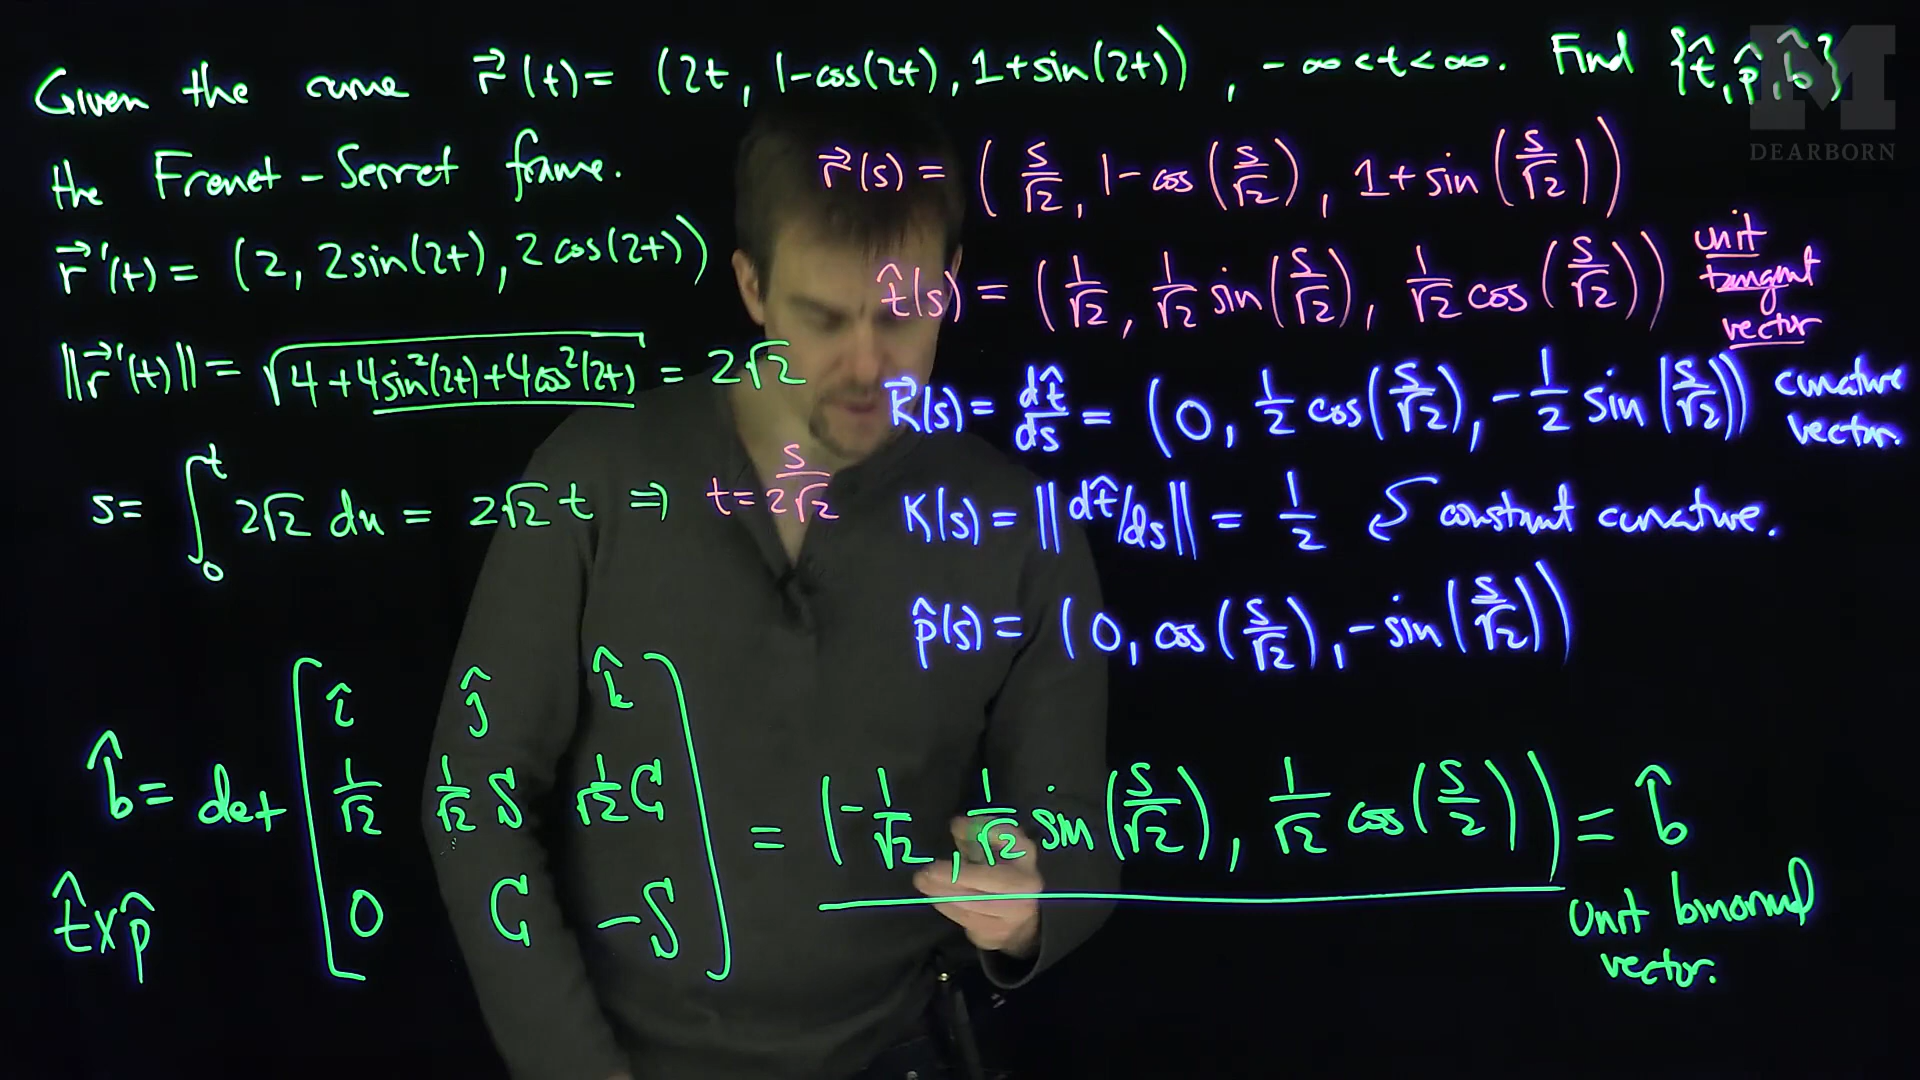 Given the curve r⃗(t) = (2t, 1-cos(2t), 1+sin(2t)), -∞<t<∞. Find {t̂, p̂, b̂}
the Frenet-Serret frame.
r⃗'(t) = (2, 2sin(2t), 2cos(2t))
||r⃗'(t)|| = √(4+4sin²(2t)+4cos²(2t)) = 2√2
s = ∫₀ᵗ 2√2 du = 2√2 t ⇒ t = s/(2√2)
r⃗(s) = (s/√2, 1-cos(s/√2), 1+sin(s/√2))
t̂(s) = (1/√2, 1/√2 sin(s/√2), 1/√2 cos(s/√2)) unit tangent vector
K⃗(s) = dt̂/ds = (0, 1/2 cos(s/√2), -1/2 sin(s/√2)) curvature vector.
K(s) = ||dt̂/ds|| = 1/2 constant curvature.
p̂(s) = (0, cos(s/√2), -sin(s/√2))
b̂ = det [ î ĵ k̂
1/√2 1/√2 S 1/√2 C
0 C -S ]
= (-1/√2, 1/√2 sin(s/√2), 1/√2 cos(s/2)) = b̂
t̂×p̂
Unit binormal
vector.
M
DEARBORN